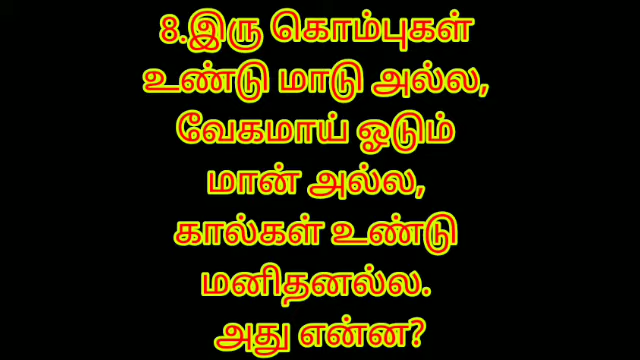 8.இரு கொம்புகள்
உண்டு மாடு அல்ல,
வேகமாய் ஓடும்
மான் அல்ல,
கால்கள் உண்டு
மனிதனல்ல.
அது என்ன?